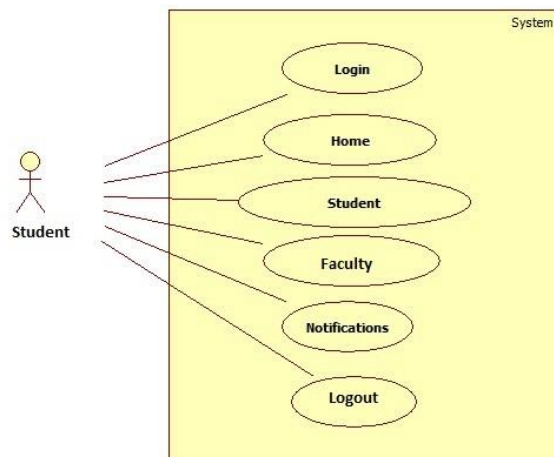 System
Login
Home
Student
Student
Faculty
Notifications
Logout